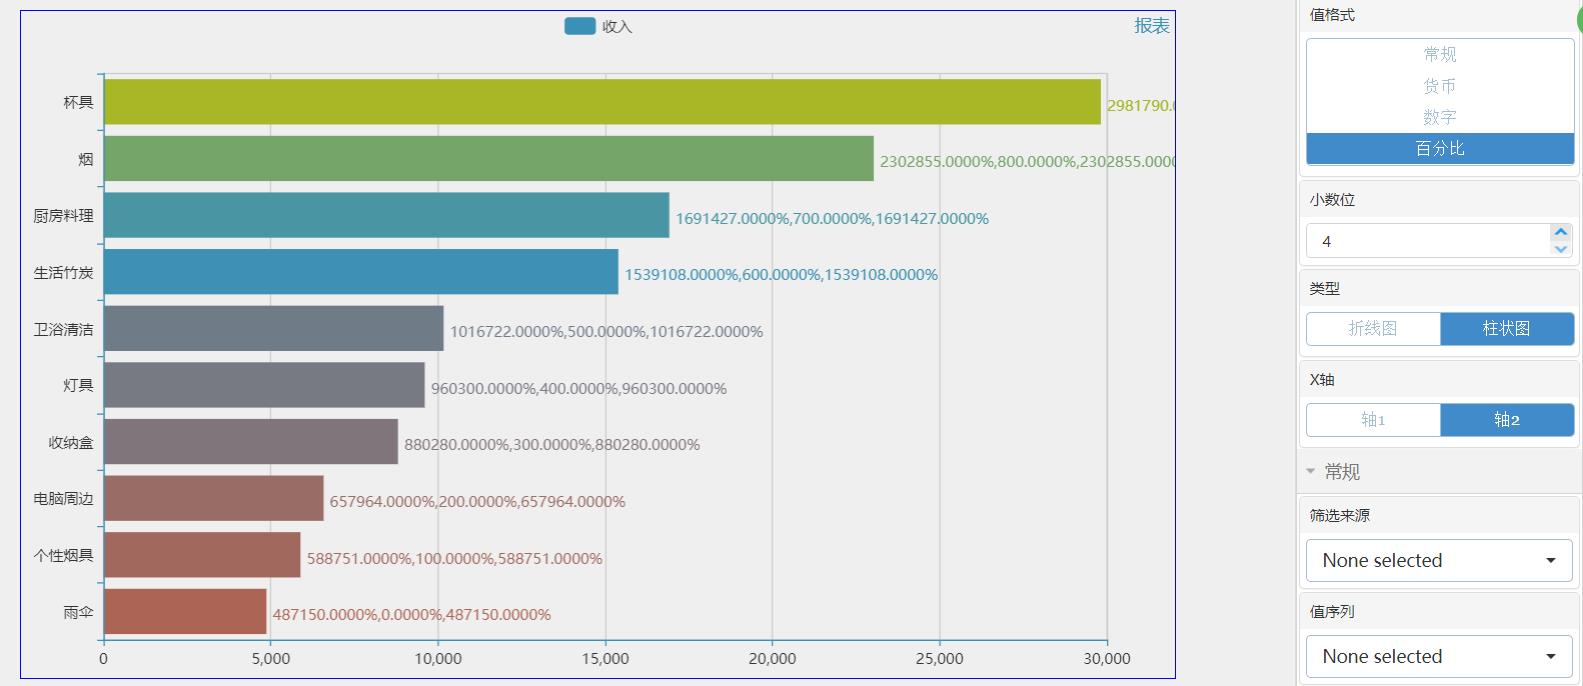 收入
报表
杯具
2981790.0
烟
2302855.0000%,800.0000%,2302855.0000
厨房料理
1691427.0000%,700.0000%,1691427.0000%
生活竹炭
1539108.0000%,600.0000%,1539108.0000%
卫浴清洁
1016722.0000%,500.0000%,1016722.0000%
灯具
960300.0000%,400.0000%,960300.0000%
收纳盒
880280.0000%,300.0000%,880280.0000%
电脑周边
657964.0000%,200.0000%,657964.0000%
个性烟具
588751.0000%,100.0000%,588751.0000%
雨伞
487150.0000%,0.0000%,487150.0000%
0 5,000 10,000 15,000 20,000 25,000 30,000
值格式
常规
货币
数字
百分比
小数位
4
类型
折线图 柱状图
X轴
轴1 轴2
常规
筛选来源
None selected
值序列
None selected